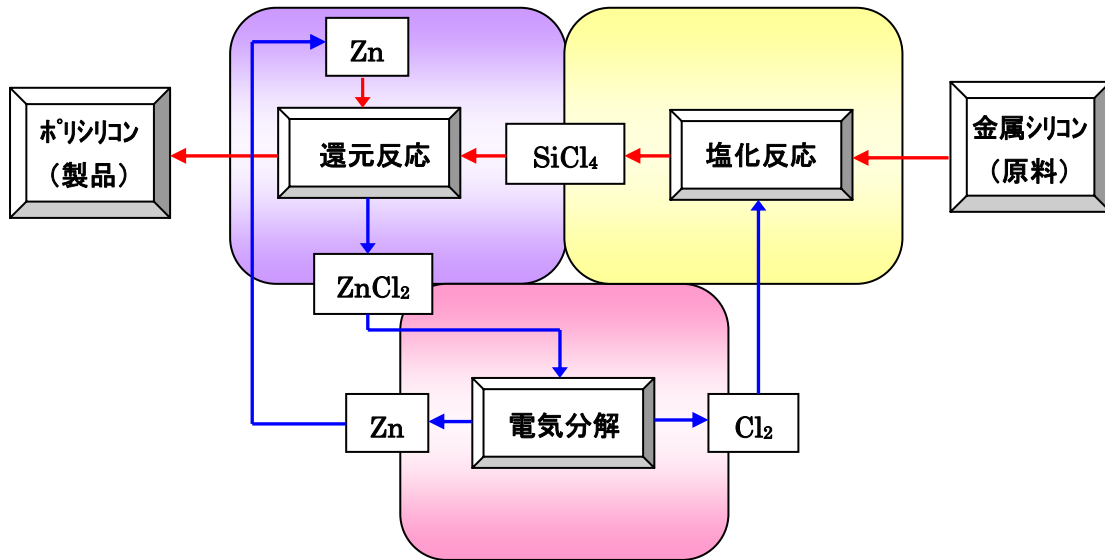 Zn
ﾎﾟﾘシリコン
（製品）
還元反応
SiCl₄
塩化反応
金属シリコン
（原料）
ZnCl₂
Zn
電気分解
Cl₂